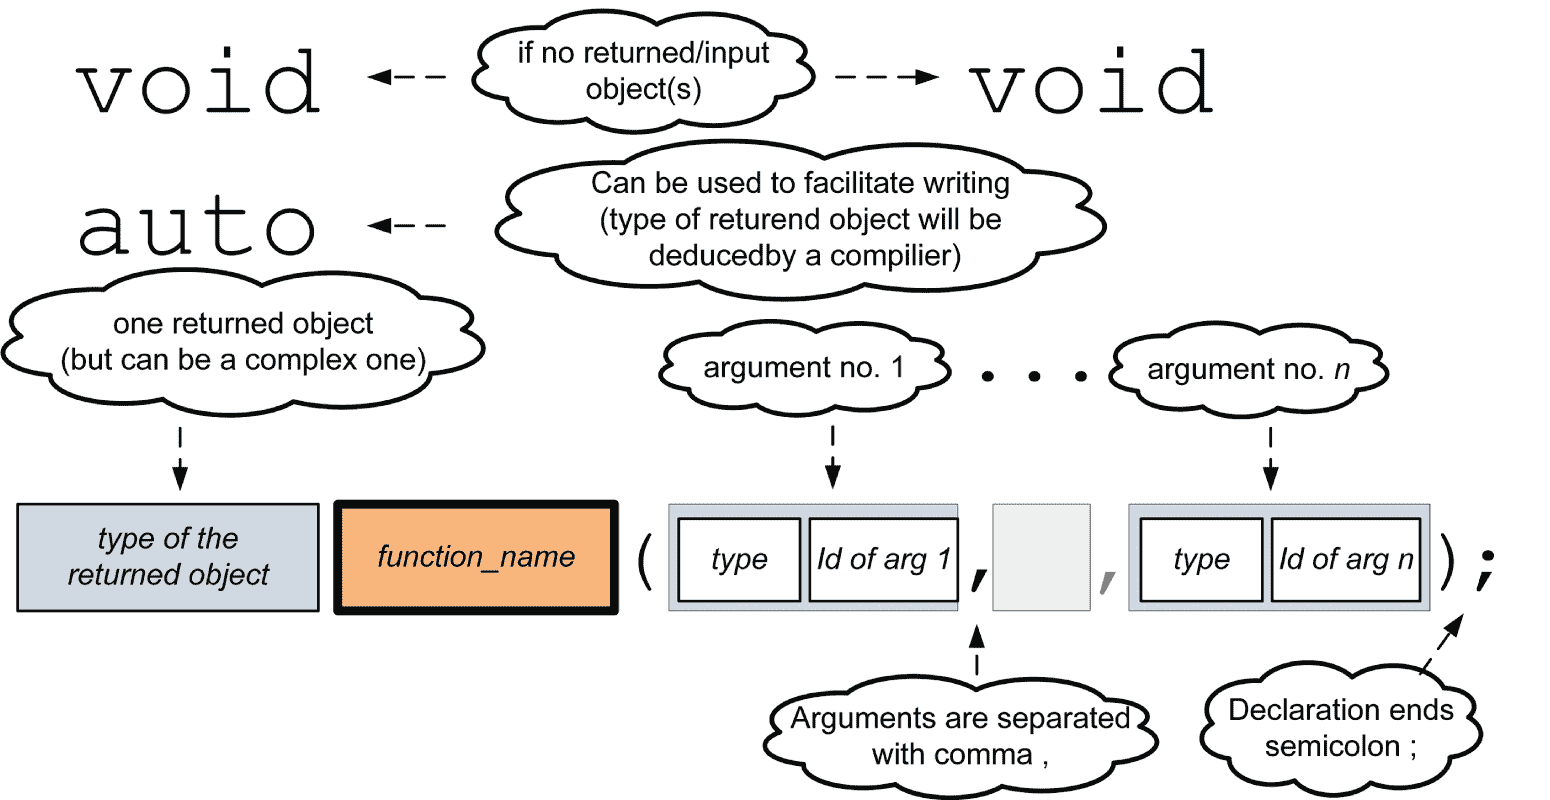 void
if no returned/input
object(s)
void
auto
Can be used to facilitate writing
(type of returend object will be
deducedby a compilier)
one returned object
(but can be a complex one)
argument no. 1
. . .
argument no. n
type of the
returned object
function_name
(
type
Id of arg 1
,
,
type
Id of arg n
)
;
Arguments are separated
with comma ,
Declaration ends
semicolon ;